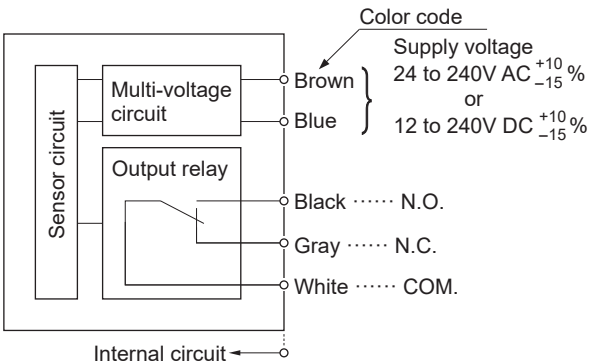 Color code
Supply voltage
24 to 240V AC +10 −15 %
or
12 to 240V DC +10 −15 %
Brown
Blue
Multi-voltage
circuit
Sensor circuit
Output relay
Black ······ N.O.
Gray ······ N.C.
White ······ COM.
Internal circuit